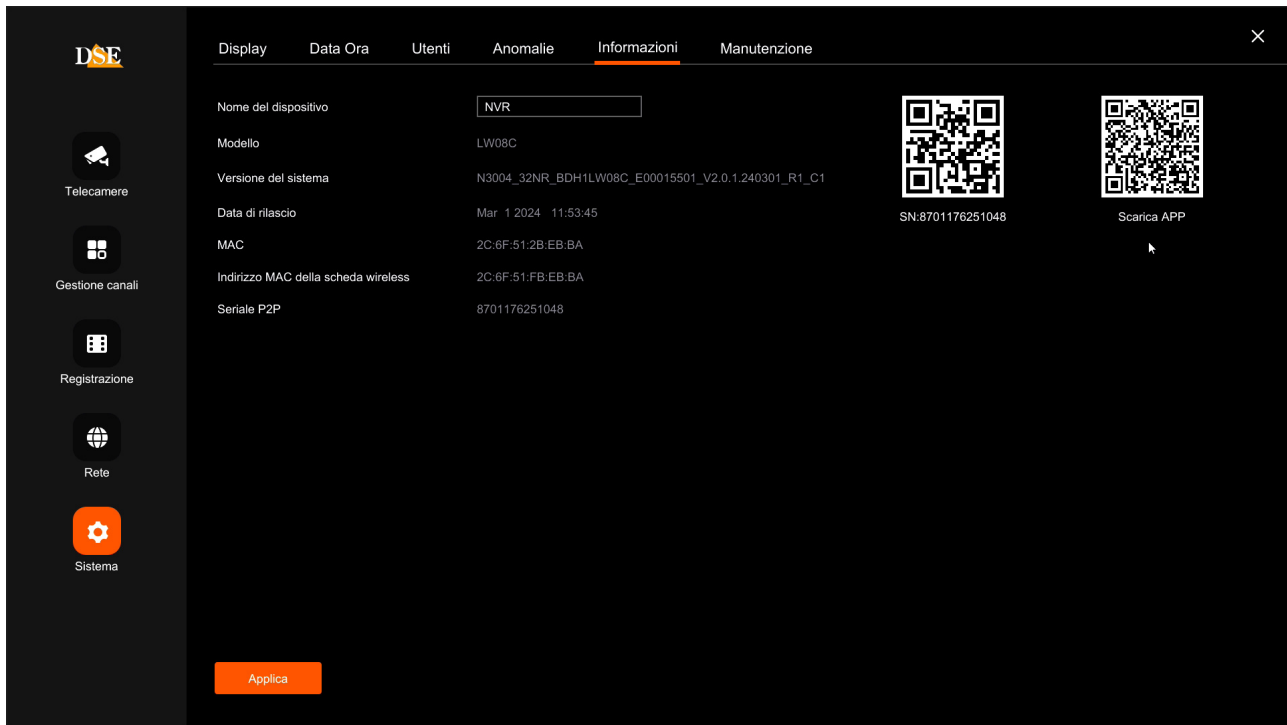 DSE
Display Data Ora Utenti Anomalie Informazioni Manutenzione
Telecamere
Gestione canali
Registrazione
Rete
Sistema
Nome del dispositivo NVR
Modello LW08C
Versione del sistema N3004_32NR_BDH1LW08C_E00015501_V2.0.1.240301_R1_C1
Data di rilascio Mar 1 2024 11:53:45
MAC 2C:6F:51:2B:EB:BA
Indirizzo MAC della scheda wireless 2C:6F:51:FB:EB:BA
Seriale P2P 8701176251048
SN:8701176251048
Scarica APP
Applica